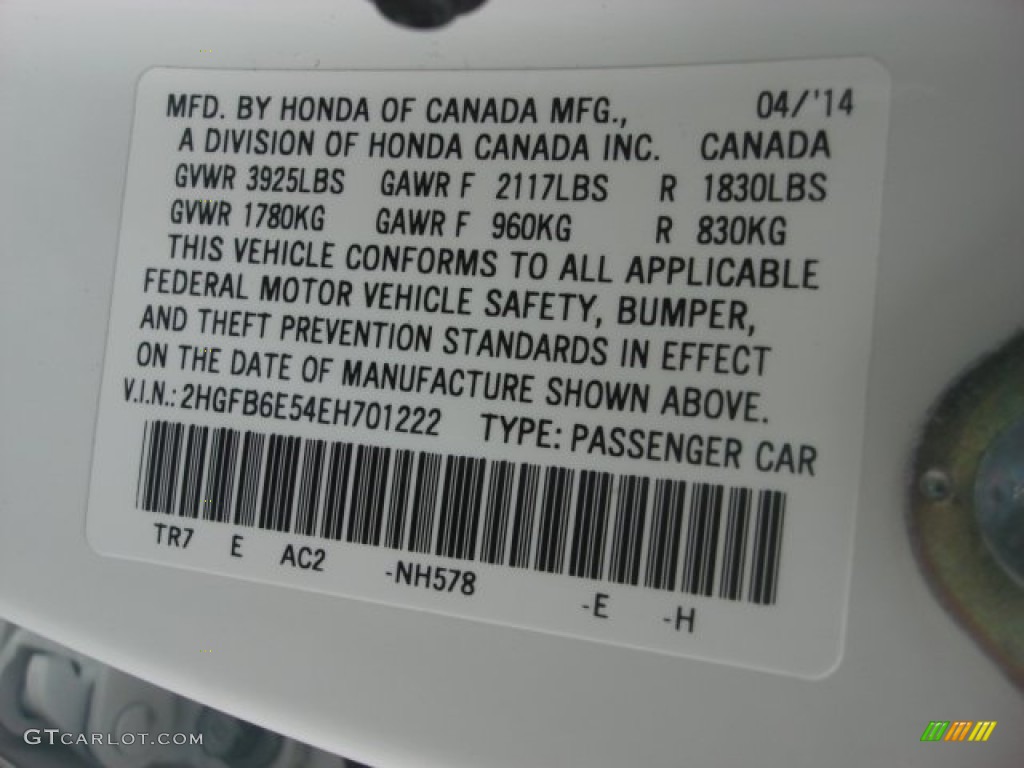 MFD. BY HONDA OF CANADA MFG., 04/'14
A DIVISION OF HONDA CANADA INC. CANADA
GVWR 3925LBS GAWR F 2117LBS R 1830LBS
GVWR 1780KG GAWR F 960KG R 830KG
THIS VEHICLE CONFORMS TO ALL APPLICABLE
FEDERAL MOTOR VEHICLE SAFETY, BUMPER,
AND THEFT PREVENTION STANDARDS IN EFFECT
ON THE DATE OF MANUFACTURE SHOWN ABOVE.
V.I.N.: 2HGFB6E54EH701222 TYPE: PASSENGER CAR
TR7 E AC2 -NH578 -E -H
GTCARLOT.COM